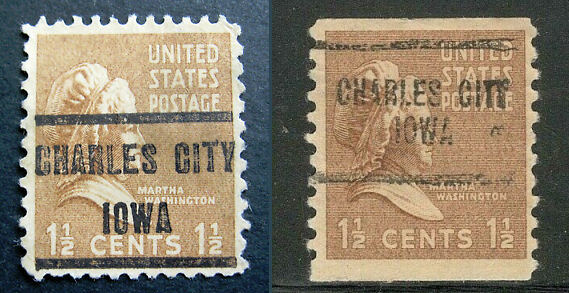 UNITED
STATES
POSTAGE
CHARLES CITY
MARTHA
WASHINGTON
IOWA
1½ CENTS 1½
UNITED
STATES
POSTAGE
CHARLES CITY
IOWA
MARTHA
WASHINGTON
1½ CENTS 1½